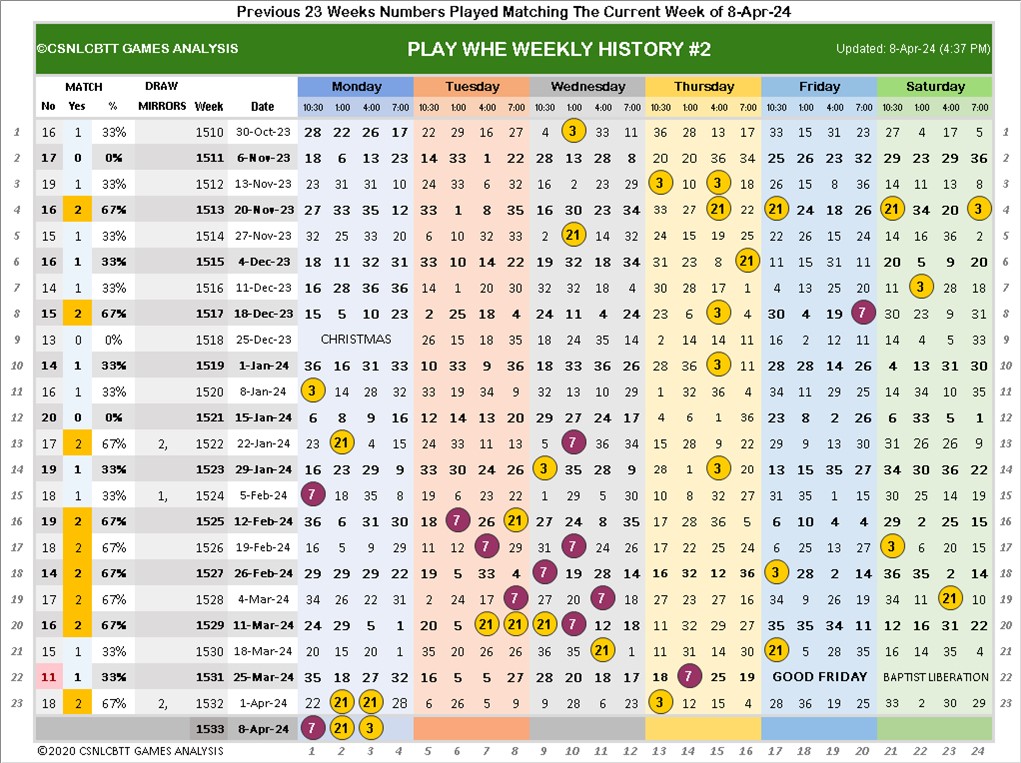 Previous 23 Weeks Numbers Played Matching The Current Week of 8-Apr-24
©CSNLCBTT GAMES ANALYSIS PLAY WHE WEEKLY HISTORY #2 Updated: 8-Apr-24 (4:37 PM)
MATCH DRAW Monday Tuesday Wednesday Thursday Friday Saturday
No Yes % MIRRORS Week Date 10:30 1:00 4:00 7:00 10:30 1:00 4:00 7:00 10:30 1:00 4:00 7:00 10:30 1:00 4:00 7:00 10:30 1:00 4:00 7:00 10:30 1:00 4:00 7:00
1 16 1 33% 1510 30-Oct-23 28 22 26 17 22 29 16 27 4 3 33 11 36 28 13 17 33 15 31 23 27 4 17 5 1
2 17 0 0% 1511 6-Nov-23 18 6 13 23 14 33 1 22 28 13 28 8 20 20 36 34 25 26 23 32 29 23 29 36 2
3 19 1 33% 1512 13-Nov-23 23 31 31 10 24 33 6 32 16 2 23 29 3 10 3 18 26 15 8 36 14 11 13 8 3
4 16 2 67% 1513 20-Nov-23 27 33 35 12 33 1 8 35 16 30 23 34 33 27 21 22 21 24 18 26 21 34 20 3 4
5 15 1 33% 1514 27-Nov-23 32 25 33 20 6 10 32 33 2 21 14 32 24 15 19 25 22 26 15 24 14 16 36 2 5
6 16 1 33% 1515 4-Dec-23 18 11 32 31 33 10 14 22 19 32 18 34 31 23 8 21 11 15 31 11 20 5 9 20 6
7 14 1 33% 1516 11-Dec-23 16 28 36 36 14 1 20 30 32 32 18 4 30 28 17 1 4 13 25 20 11 3 28 18 7
8 15 2 67% 1517 18-Dec-23 15 5 10 23 2 25 18 4 24 11 4 24 23 6 3 4 30 4 19 7 30 23 9 31 8
9 13 0 0% 1518 25-Dec-23 CHRISTMAS 26 15 18 35 18 24 35 14 2 14 14 11 16 2 12 11 14 4 5 33 9
10 14 1 33% 1519 1-Jan-24 36 16 31 33 10 33 9 36 18 33 36 26 28 36 3 11 28 28 14 26 4 13 31 30 10
11 16 1 33% 1520 8-Jan-24 3 14 28 32 33 19 34 9 32 13 10 29 1 32 36 4 34 11 29 25 14 34 10 35 11
12 20 0 0% 1521 15-Jan-24 6 8 9 16 12 14 13 20 29 27 24 17 4 6 1 36 23 8 2 26 6 33 5 1 12
13 17 2 67% 2, 1522 22-Jan-24 23 21 4 15 24 33 11 13 5 7 36 34 15 28 9 22 29 9 13 30 31 26 26 9 13
14 19 1 33% 1523 29-Jan-24 16 23 29 9 33 30 24 26 3 35 28 9 28 1 3 20 13 15 35 27 34 30 36 22 14
15 18 1 33% 1, 1524 5-Feb-24 7 18 35 8 19 6 23 22 1 29 5 30 10 8 32 27 31 35 1 15 30 25 14 19 15
16 19 2 67% 1525 12-Feb-24 36 6 31 30 18 7 26 21 27 24 8 35 17 28 36 5 6 10 4 4 29 2 25 15 16
17 18 2 67% 1526 19-Feb-24 16 5 9 29 11 12 7 29 31 7 24 26 17 22 25 24 6 25 13 27 3 6 20 15 17
18 14 2 67% 1527 26-Feb-24 29 29 29 22 19 5 33 4 7 19 28 14 16 32 12 36 3 28 2 14 36 35 2 14 18
19 17 2 67% 1528 4-Mar-24 34 26 22 31 2 24 17 7 27 20 7 18 27 23 27 16 34 9 26 19 34 11 21 10 19
20 16 2 67% 1529 11-Mar-24 24 29 5 1 20 5 21 21 21 7 12 18 11 32 29 27 35 35 34 11 12 16 31 22 20
21 15 1 33% 1530 18-Mar-24 20 15 20 1 35 20 26 26 35 11 21 1 11 31 14 30 21 5 28 35 16 14 35 4 21
22 11 1 33% 1531 25-Mar-24 35 18 27 32 16 5 5 27 28 20 18 17 18 7 25 19 GOOD FRIDAY BAPTIST LIBERATION 22
23 18 2 67% 2, 1532 1-Apr-24 22 21 21 28 6 26 5 9 9 28 6 28 3 12 15 4 28 36 19 25 33 2 30 29 23
1533 8-Apr-24 7 21 3
©2020 CSNLCBTT GAMES ANALYSIS 1 2 3 4 5 6 7 8 9 10 11 12 13 14 15 16 17 18 19 20 21 22 23 24